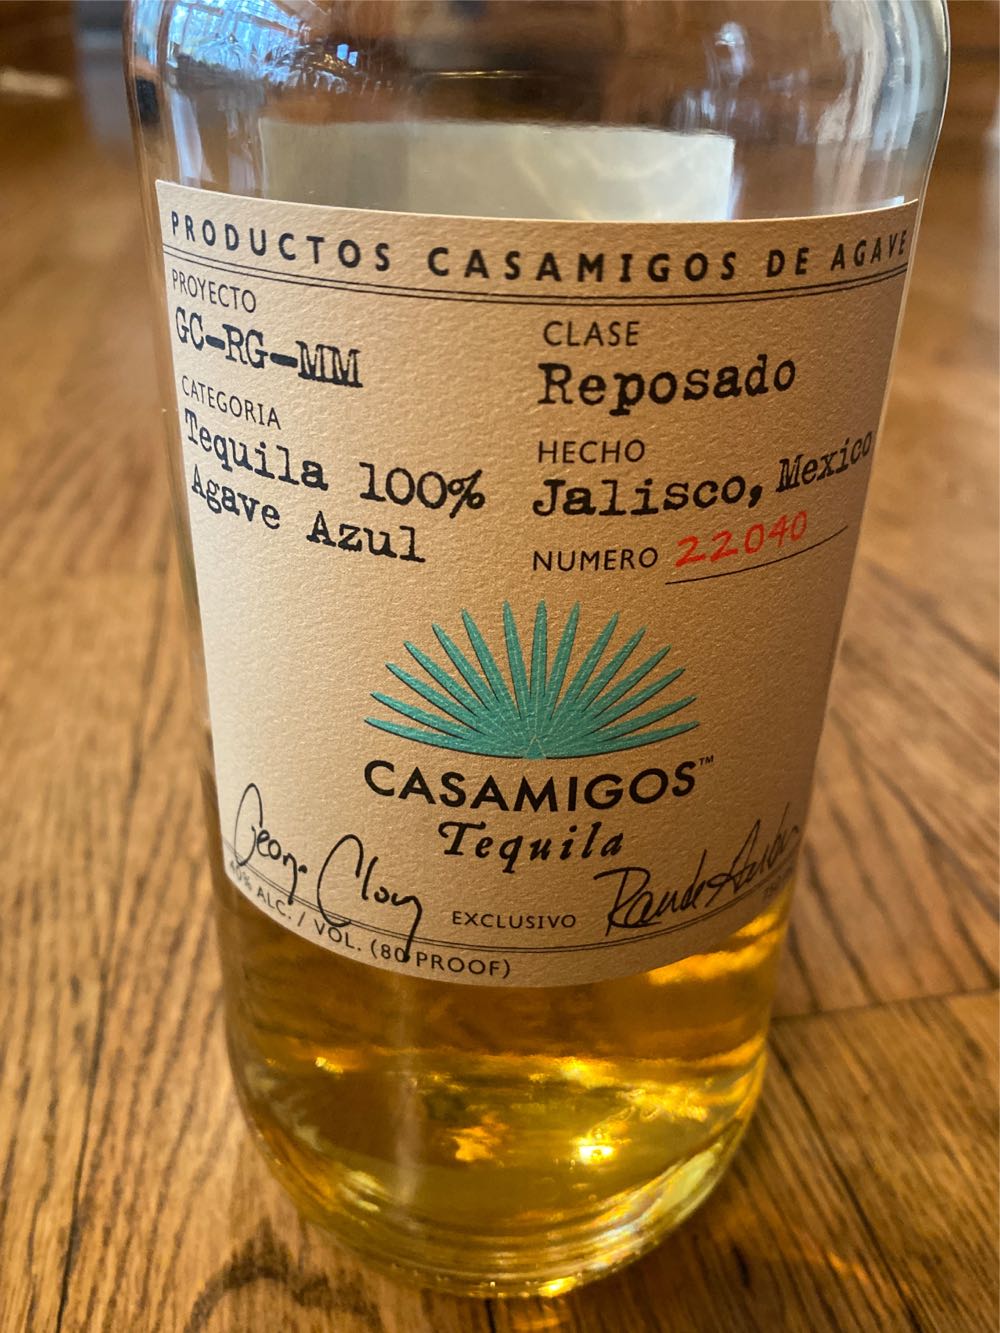 PRODUCTOS CASAMIGOS DE AGAVE
PROYECTO
GC-RG-MM
CATEGORIA
Tequila 100%
Agave Azul
CLASE
Reposado
HECHO
Jalisco, Mexico
NUMERO 22040
CASAMIGOS™
Tequila
EXCLUSIVO
40% ALC. / VOL. (80 PROOF)